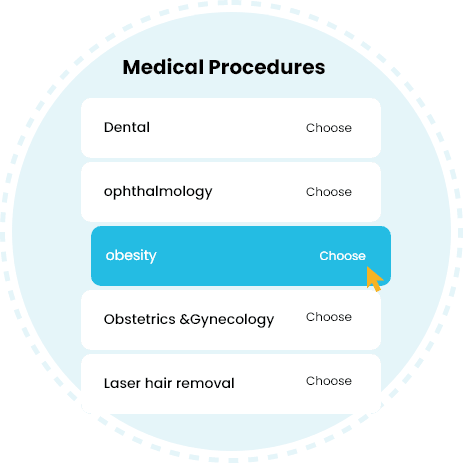 Medical Procedures
Dental Choose
ophthalmology Choose
obesity Choose
Obstetrics &Gynecology Choose
Laser hair removal Choose